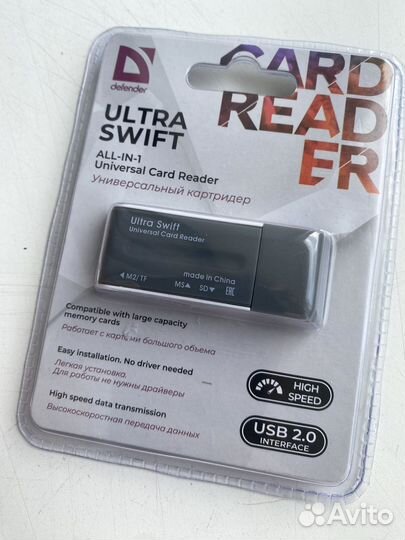 defender
CARD
READ
ER
ULTRA
SWIFT
ALL-IN-1
Universal Card Reader
Универсальный картридер
Ultra Swift
Universal Card Reader
made in China
M2/TF
MS SD EAC
Compatible with large capacity
memory cards
Работает с картами большого объема
Easy installation. No driver needed
Легкая установка.
Для работы не нужны драйверы
High speed data transmission
Высокоскоростная передача данных
HIGH
SPEED
USB 2.0
INTERFACE
Avito